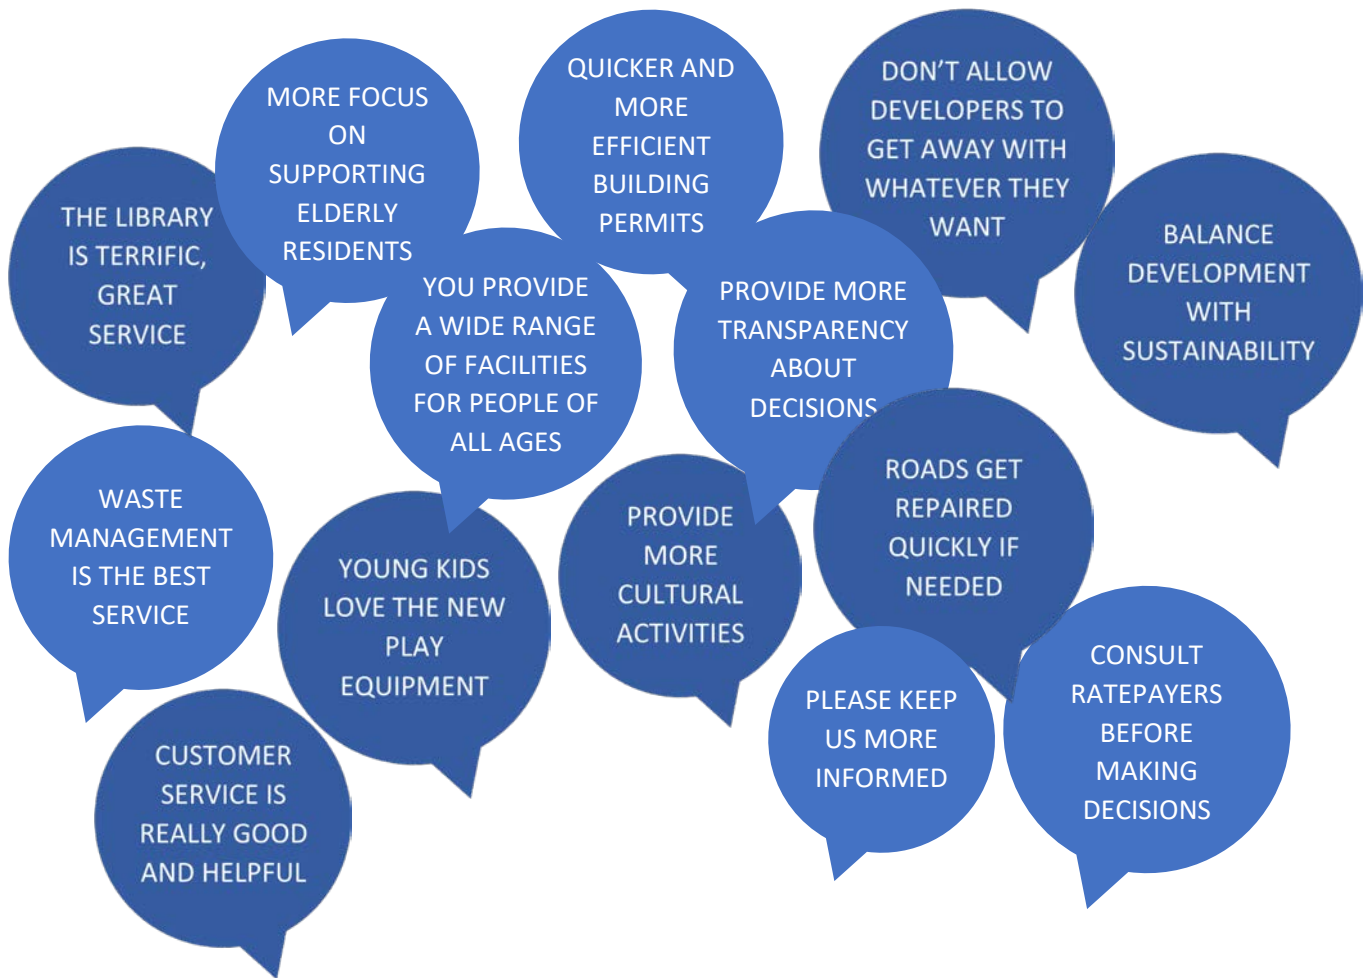 MORE FOCUS
ON
SUPPORTING
ELDERLY
RESIDENTS
QUICKER AND
MORE
EFFICIENT
BUILDING
PERMITS
DON’T ALLOW
DEVELOPERS TO
GET AWAY WITH
WHATEVER THEY
WANT
THE LIBRARY
IS TERRIFIC,
GREAT
SERVICE
BALANCE
DEVELOPMENT
WITH
SUSTAINABILITY
YOU PROVIDE
A WIDE RANGE
OF FACILITIES
FOR PEOPLE OF
ALL AGES
PROVIDE MORE
TRANSPARENCY
ABOUT
DECISIONS
WASTE
MANAGEMENT
IS THE BEST
SERVICE
YOUNG KIDS
LOVE THE NEW
PLAY
EQUIPMENT
PROVIDE
MORE
CULTURAL
ACTIVITIES
ROADS GET
REPAIRED
QUICKLY IF
NEEDED
CUSTOMER
SERVICE IS
REALLY GOOD
AND HELPFUL
PLEASE KEEP
US MORE
INFORMED
CONSULT
RATEPAYERS
BEFORE
MAKING
DECISIONS